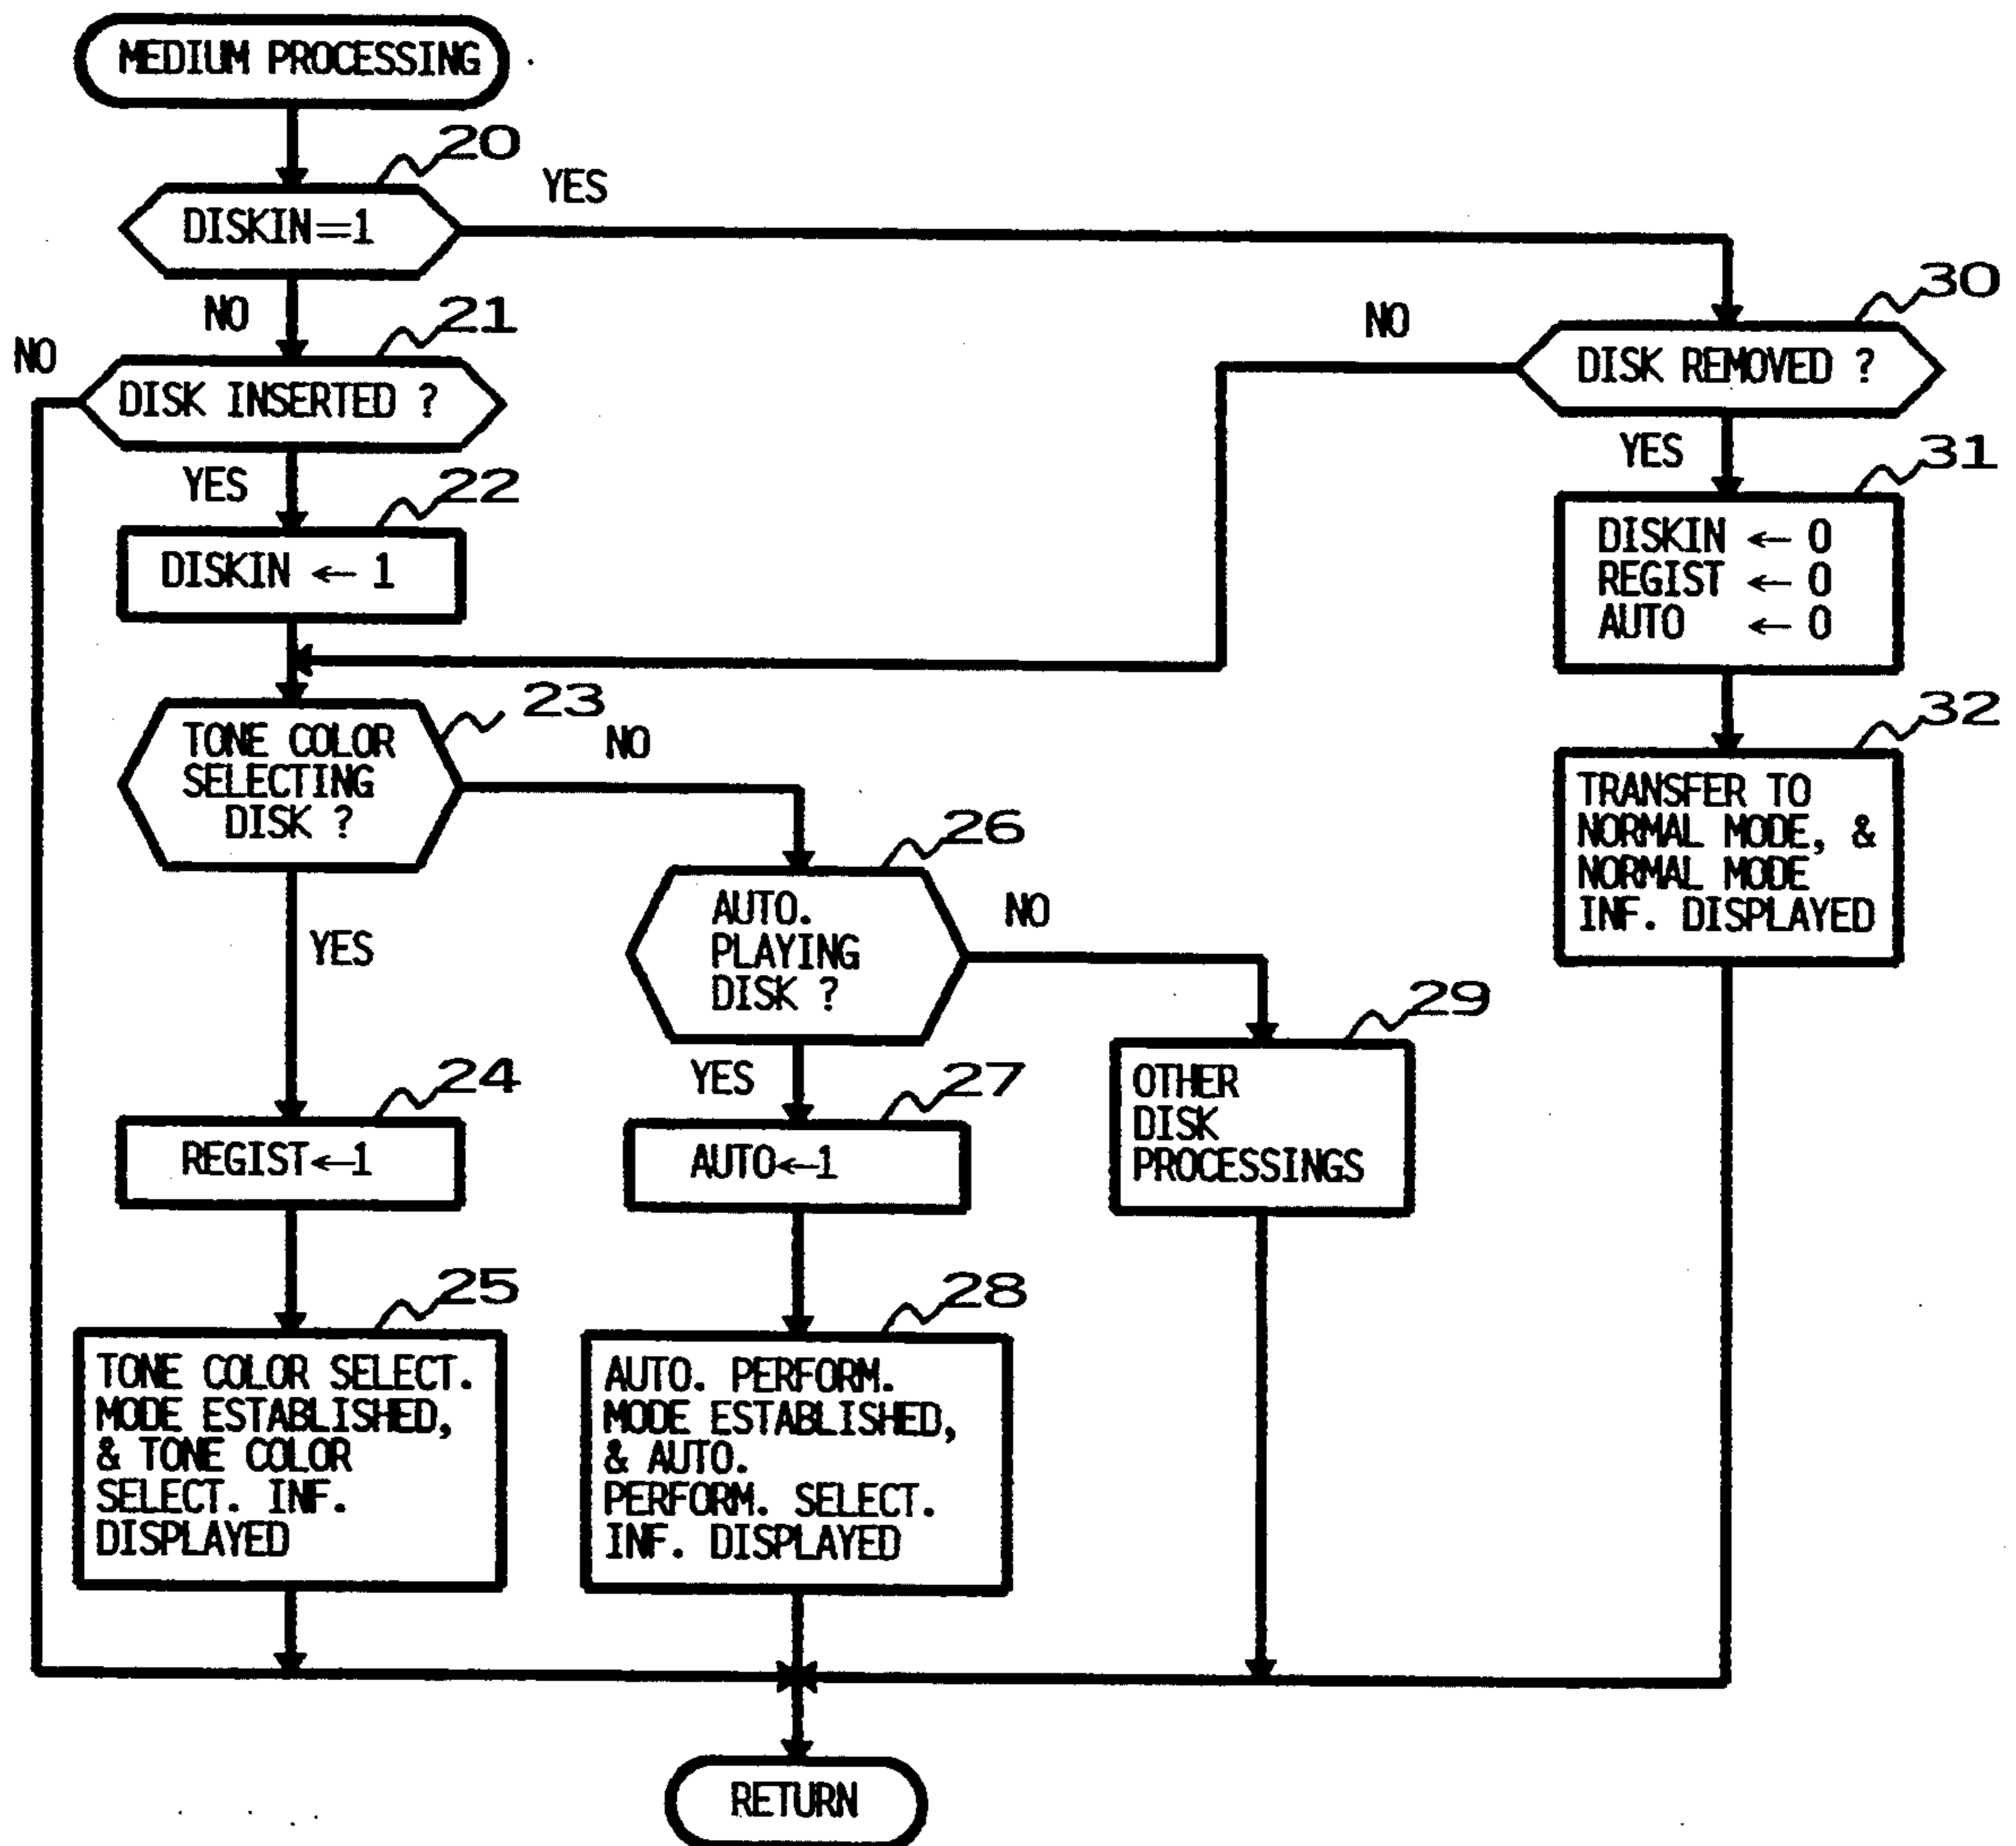 MEDIUM PROCESSING
20
YES
DISKIN=1
30
NO
21
NO
NO
DISK REMOVED ?
DISK INSERTED ?
YES
31
YES
22
DISKIN ← 0
REGIST ← 0
AUTO ← 0
DISKIN ← 1
23
NO
32
TONE COLOR
SELECTING
DISK ?
TRANSFER TO
NORMAL MODE, &
NORMAL MODE
INF. DISPLAYED
26
AUTO.
PLAYING
DISK ?
NO
YES
29
24
YES
27
OTHER
DISK
PROCESSINGS
REGIST←1
AUTO←1
25
28
TONE COLOR SELECT.
MODE ESTABLISHED,
& TONE COLOR
SELECT. INF.
DISPLAYED
AUTO. PERFORM.
MODE ESTABLISHED,
& AUTO.
PERFORM. SELECT.
INF. DISPLAYED
RETURN